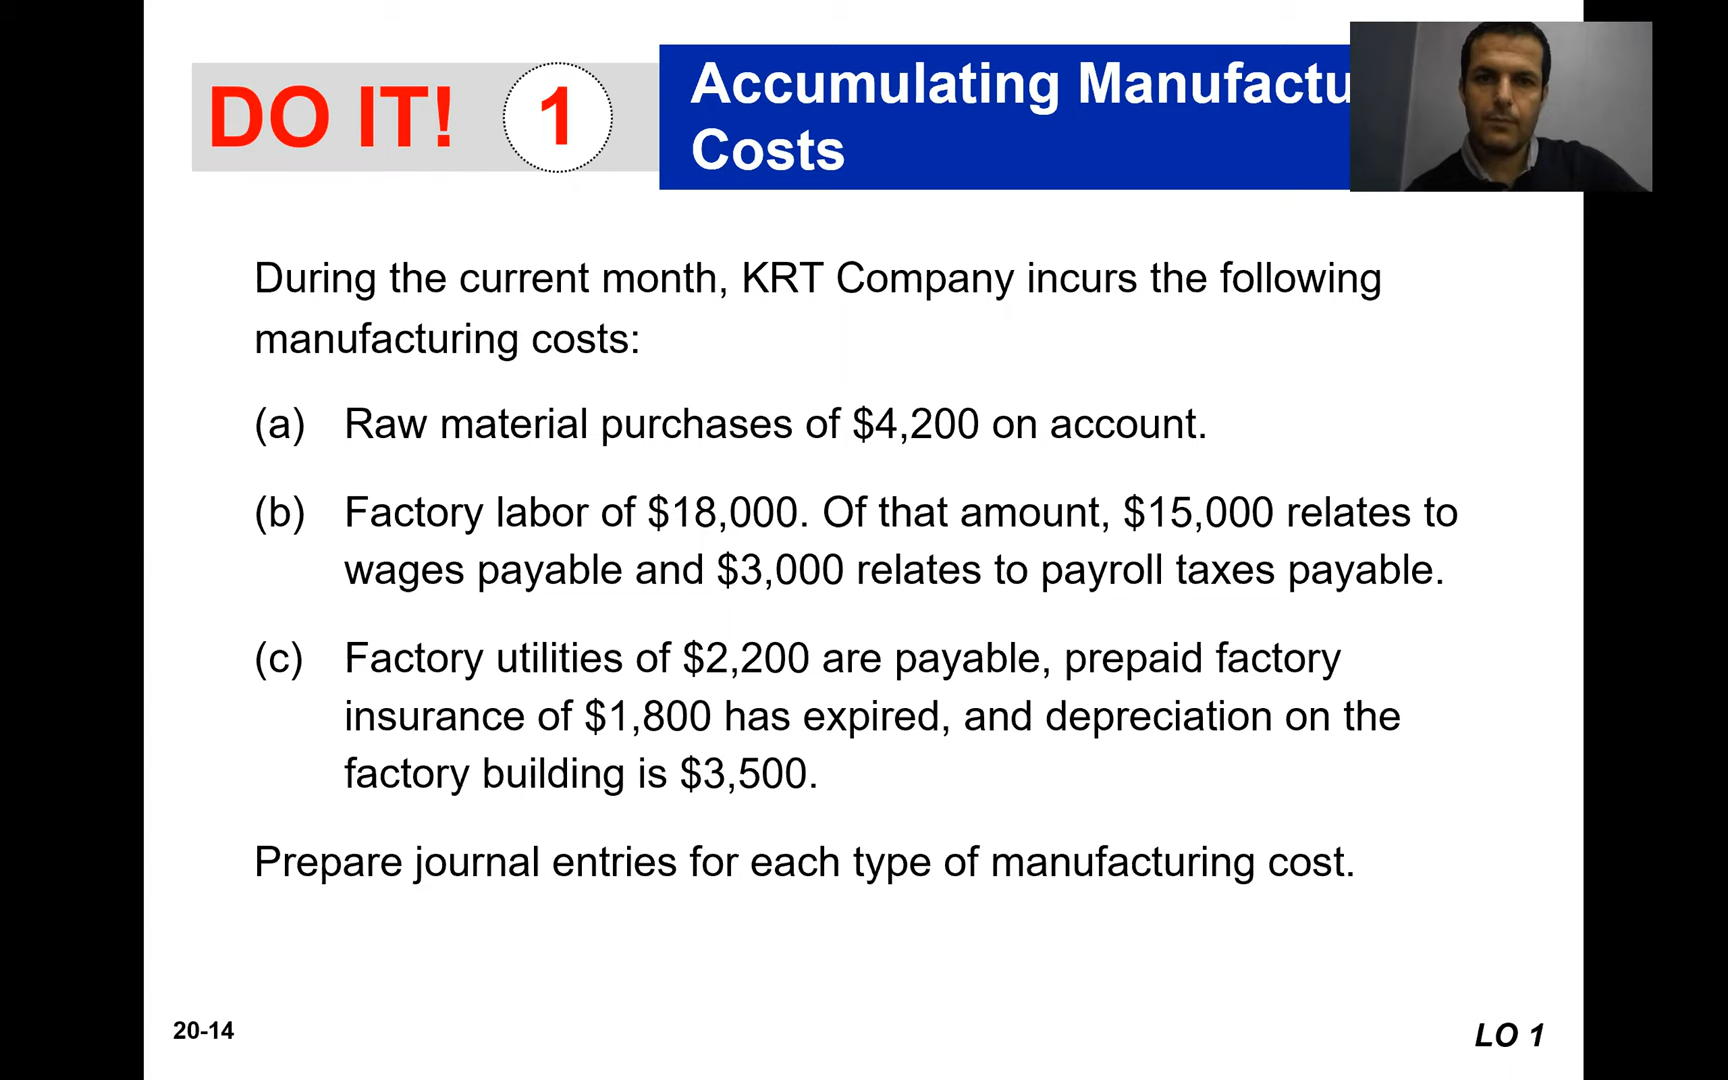 DO IT! 1
Accumulating Manufactu
Costs
During the current month, KRT Company incurs the following
manufacturing costs:
(a) Raw material purchases of $4,200 on account.
(b) Factory labor of $18,000. Of that amount, $15,000 relates to
wages payable and $3,000 relates to payroll taxes payable.
(c) Factory utilities of $2,200 are payable, prepaid factory
insurance of $1,800 has expired, and depreciation on the
factory building is $3,500.
Prepare journal entries for each type of manufacturing cost.
20-14
LO 1